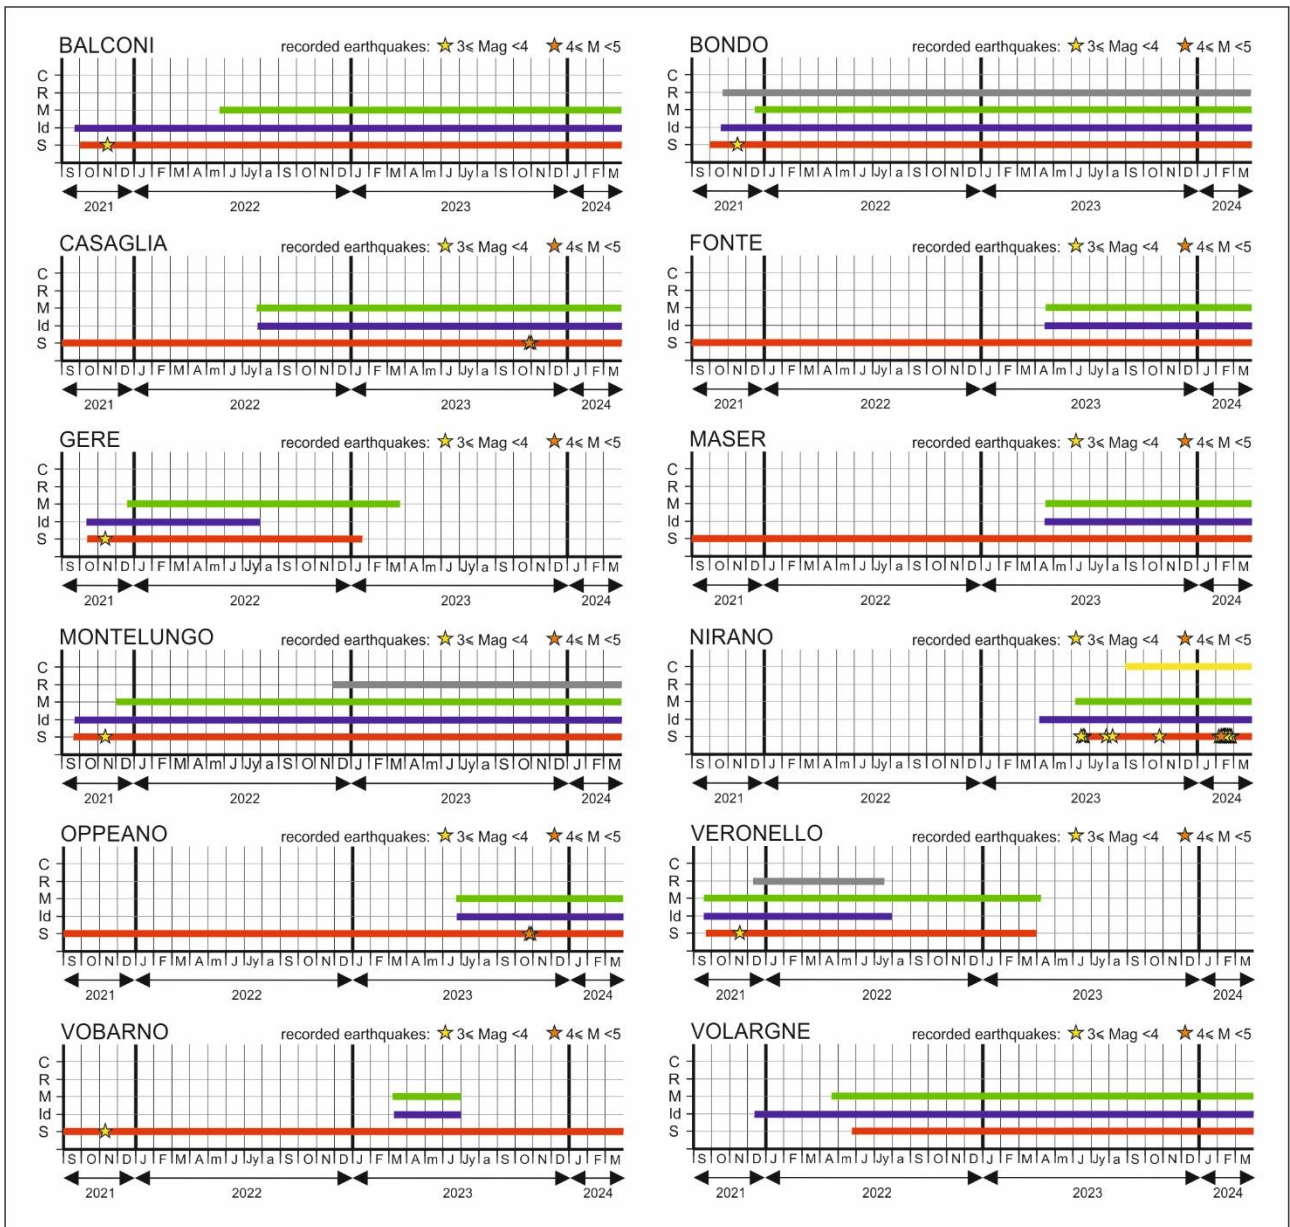 BALCONI recorded earthquakes: 3⩽ Mag <4 4⩽ M <5
C
R
M
Id
S
S O N D J F M A m J Jy a S O N D J F M A m J Jy a S O N D J F M
2021 2022 2023 2024
BONDO recorded earthquakes: 3⩽ Mag <4 4⩽ M <5
C
R
M
Id
S
S O N D J F M A m J Jy a S O N D J F M A m J Jy a S O N D J F M
2021 2022 2023 2024
CASAGLIA recorded earthquakes: 3⩽ Mag <4 4⩽ M <5
C
R
M
Id
S
S O N D J F M A m J Jy a S O N D J F M A m J Jy a S O N D J F M
2021 2022 2023 2024
FONTE recorded earthquakes: 3⩽ Mag <4 4⩽ M <5
C
R
M
Id
S
S O N D J F M A m J Jy a S O N D J F M A m J Jy a S O N D J F M
2021 2022 2023 2024
GERE recorded earthquakes: 3⩽ Mag <4 4⩽ M <5
C
R
M
Id
S
S O N D J F M A m J Jy a S O N D J F M A m J Jy a S O N D J F M
2021 2022 2023 2024
MASER recorded earthquakes: 3⩽ Mag <4 4⩽ M <5
C
R
M
Id
S
S O N D J F M A m J Jy a S O N D J F M A m J Jy a S O N D J F M
2021 2022 2023 2024
MONTELUNGO recorded earthquakes: 3⩽ Mag <4 4⩽ M <5
C
R
M
Id
S
S O N D J F M A m J Jy a S O N D J F M A m J Jy a S O N D J F M
2021 2022 2023 2024
NIRANO recorded earthquakes: 3⩽ Mag <4 4⩽ M <5
C
R
M
Id
S
S O N D J F M A m J Jy a S O N D J F M A m J Jy a S O N D J F M
2021 2022 2023 2024
OPPEANO recorded earthquakes: 3⩽ Mag <4 4⩽ M <5
C
R
M
Id
S
S O N D J F M A m J Jy a S O N D J F M A m J Jy a S O N D J F M
2021 2022 2023 2024
VERONELLO recorded earthquakes: 3⩽ Mag <4 4⩽ M <5
C
R
M
Id
S
S O N D J F M A m J Jy a S O N D J F M A m J Jy a S O N D J F M
2021 2022 2023 2024
VOBARNO recorded earthquakes: 3⩽ Mag <4 4⩽ M <5
C
R
M
Id
S
S O N D J F M A m J Jy a S O N D J F M A m J Jy a S O N D J F M
2021 2022 2023 2024
VOLARGNE recorded earthquakes: 3⩽ Mag <4 4⩽ M <5
C
R
M
Id
S
S O N D J F M A m J Jy a S O N D J F M A m J Jy a S O N D J F M
2021 2022 2023 2024